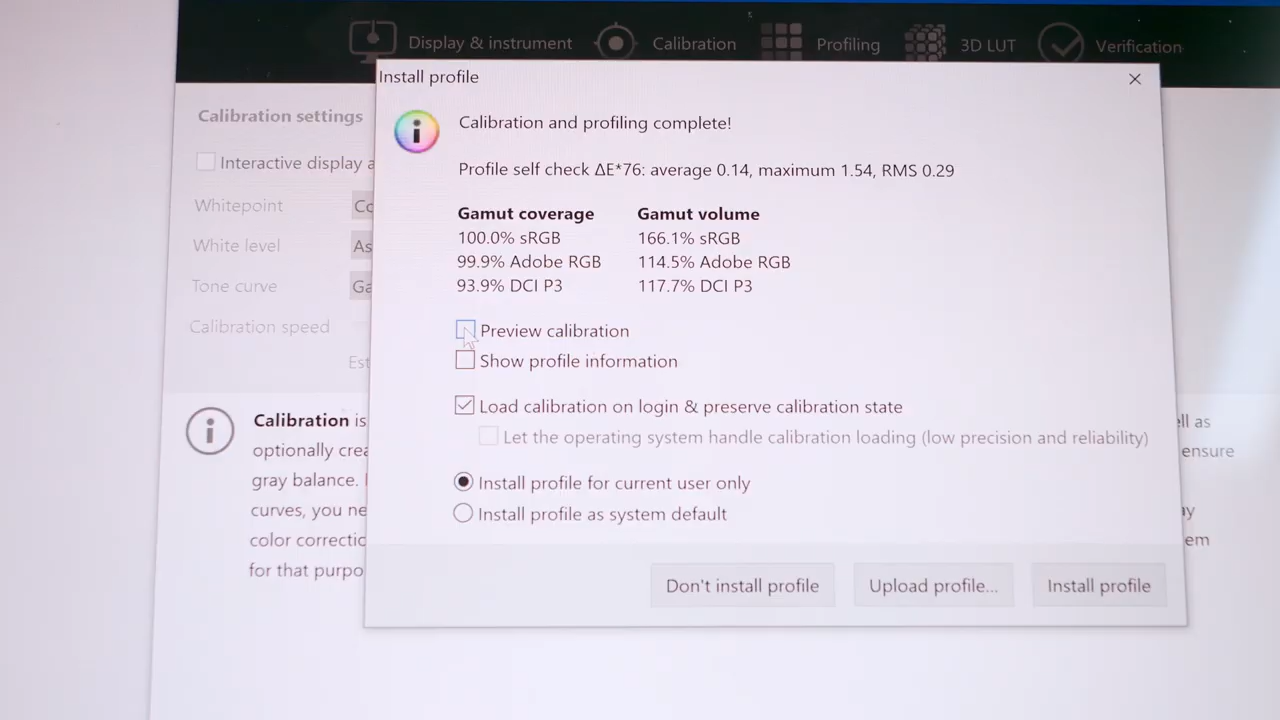 Display & instrument
Calibration
Profiling
3D LUT
Verification
Install profile
Calibration settings
Calibration and profiling complete!
Interactive display a
Profile self check ΔE*76: average 0.14, maximum 1.54, RMS 0.29
Whitepoint
Co
Gamut coverage
Gamut volume
100.0% sRGB
166.1% sRGB
White level
As
99.9% Adobe RGB
114.5% Adobe RGB
Tone curve
Ga
93.9% DCI P3
117.7% DCI P3
Calibration speed
Preview calibration
Est
Show profile information
Load calibration on login & preserve calibration state
Let the operating system handle calibration loading (low precision and reliability)
Install profile for current user only
Install profile as system default
Don't install profile
Upload profile...
Install profile
Calibration is
ell as
optionally crea
ensure
gray balance.
curves, you ne
ay
color correctio
em
for that purpo